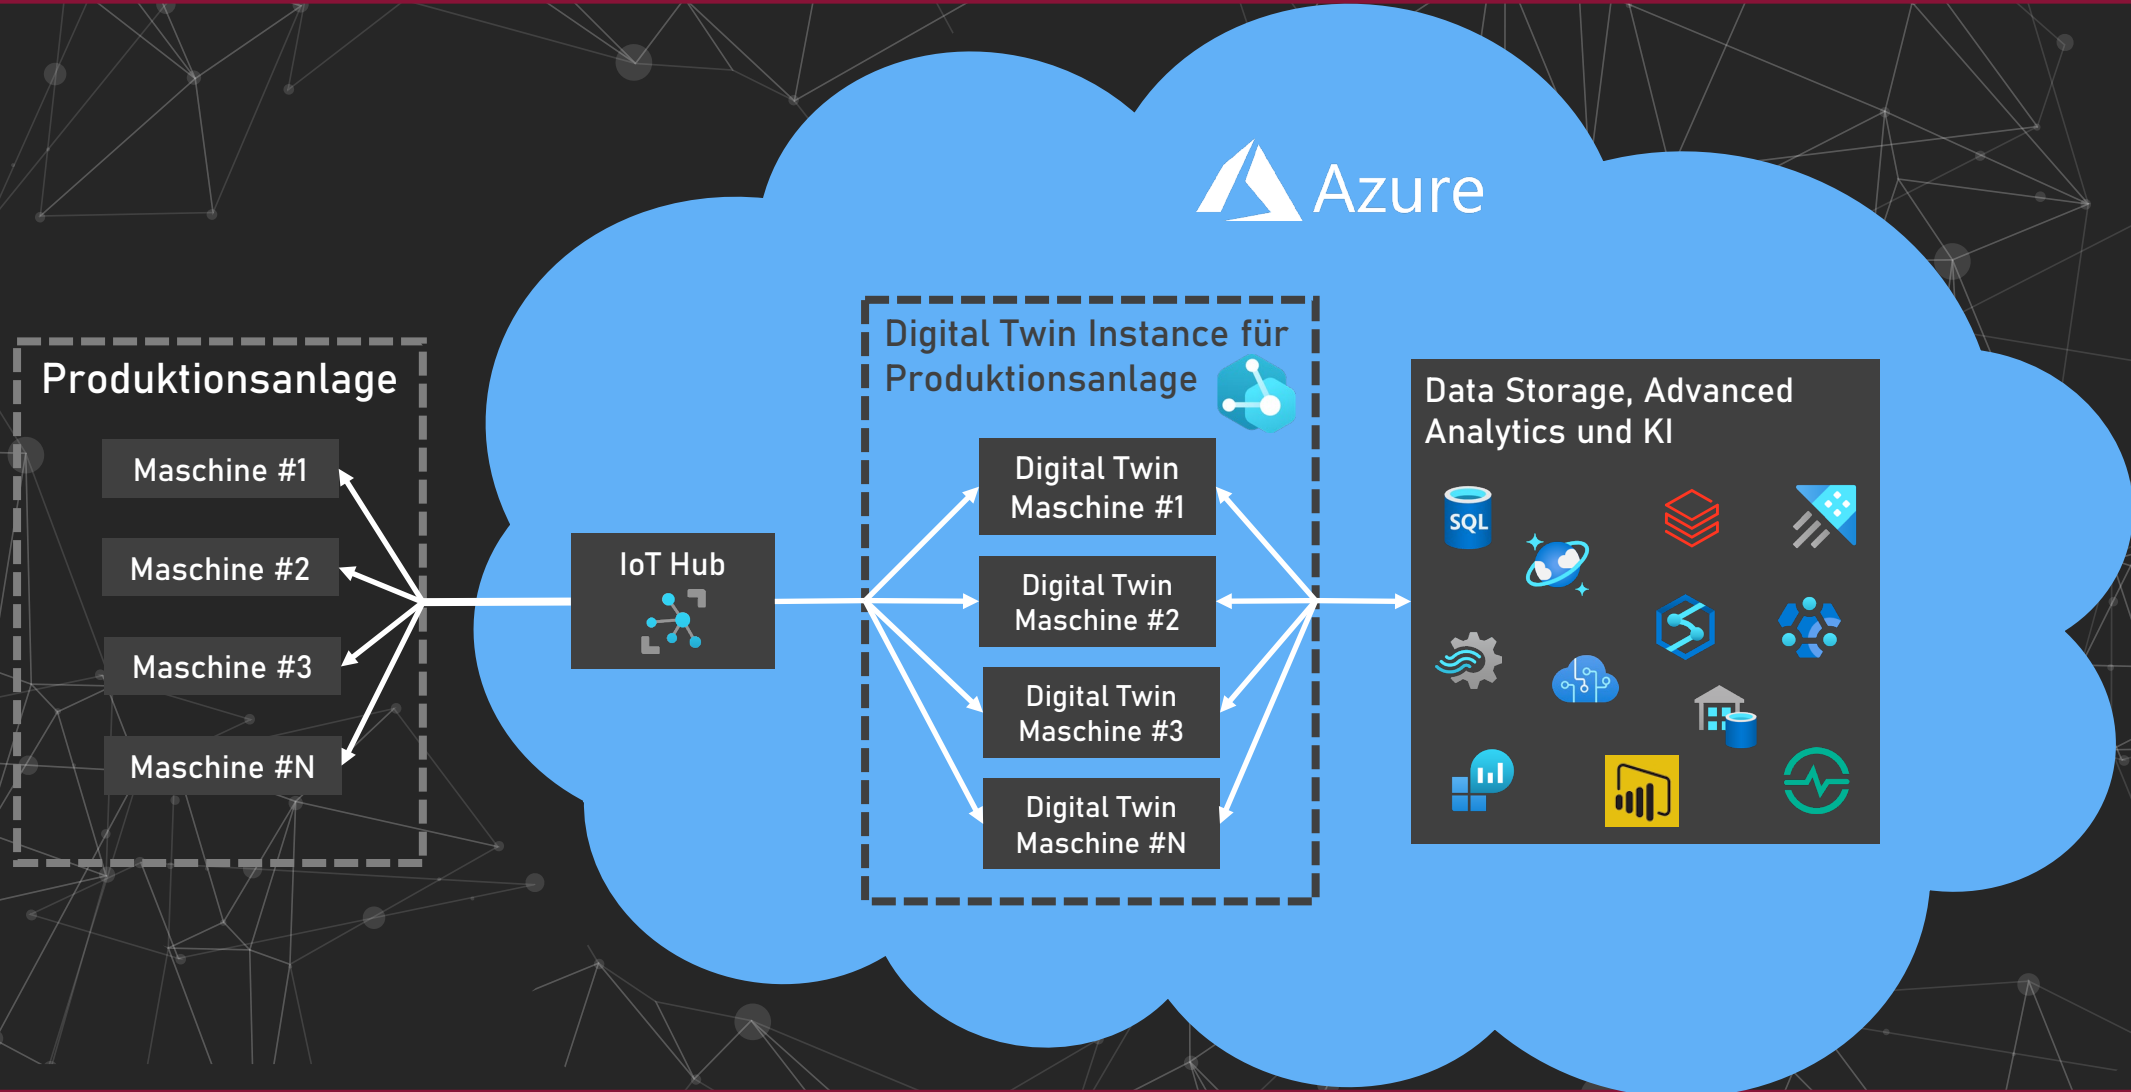 Azure
Produktionsanlage
Maschine #1
Maschine #2
Maschine #3
Maschine #N
IoT Hub
Digital Twin Instance für
Produktionsanlage
Digital Twin
Maschine #1
Digital Twin
Maschine #2
Digital Twin
Maschine #3
Digital Twin
Maschine #N
Data Storage, Advanced
Analytics und KI
SQL